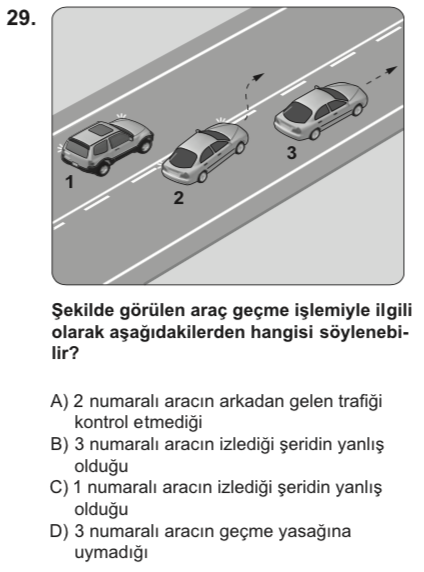 29.
1
2
3
Şekilde görülen araç geçme işlemiyle ilgili
olarak aşağıdakilerden hangisi söylenebi-
lir?
A) 2 numaralı aracın arkadan gelen trafiği
kontrol etmediği
B) 3 numaralı aracın izlediği şeridin yanlış
olduğu
C) 1 numaralı aracın izlediği şeridin yanlış
olduğu
D) 3 numaralı aracın geçme yasağına
uymadığı